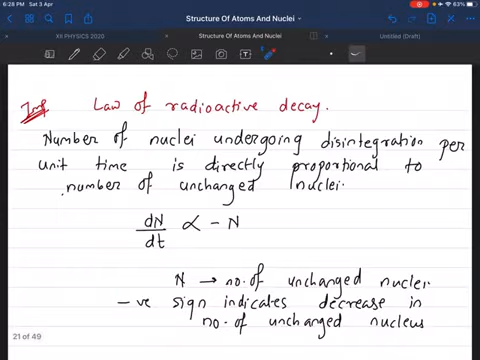 6:28 PM Sat 3 Apr
Structure Of Atoms And Nuclei
63%
XII PHYSICS 2020
Structure Of Atoms And Nuclei
Untitled (Draft)
Imp Law of radioactive decay.
Number of nuclei undergoing disintegration per
unit time is directly proportional to
number of unchanged nuclei.
dN/dt ∝ - N
N → no. of unchanged nuclei
- ve sign indicates decrease in
no. of unchanged nucleus
21 of 49